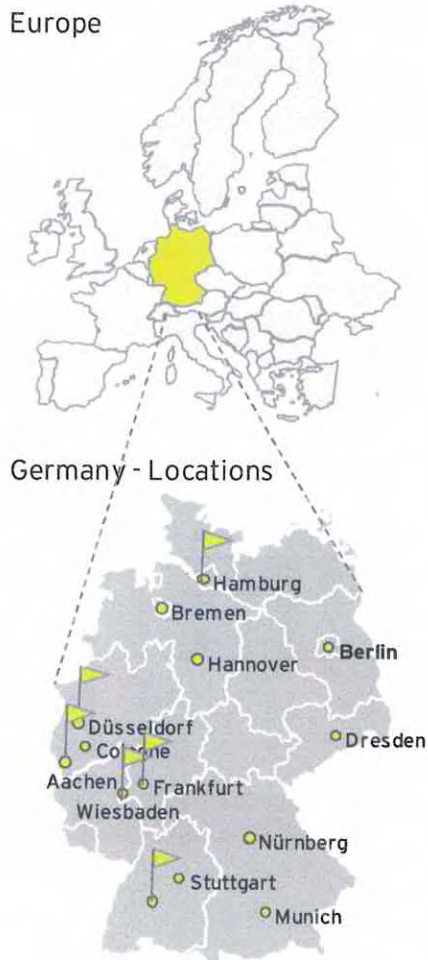 Europe
Germany - Locations
Hamburg
Bremen
Hannover
Berlin
Düsseldorf
Dresden
Aachen
Frankfurt
Wiesbaden
Nürnberg
Stuttgart
Munich